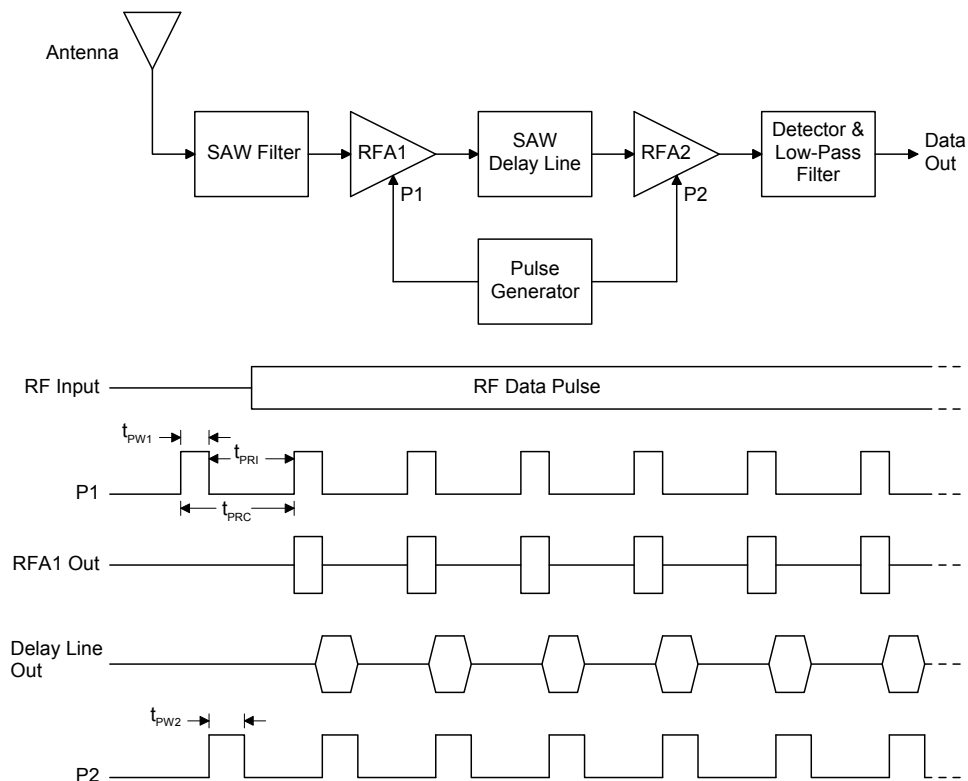 Antenna
SAW Filter
RFA1
SAW
Delay Line
RFA2
Detector &
Low-Pass
Filter
Data
Out
P1
P2
Pulse
Generator
RF Input
RF Data Pulse
tPW1
tPRI
P1
tPRC
RFA1 Out
Delay Line
Out
tPW2
P2